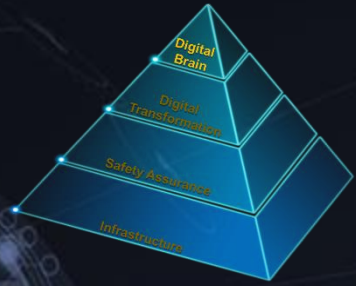 Digital
Brain
Digital
Transformation
Safety Assurance
Infrastructure